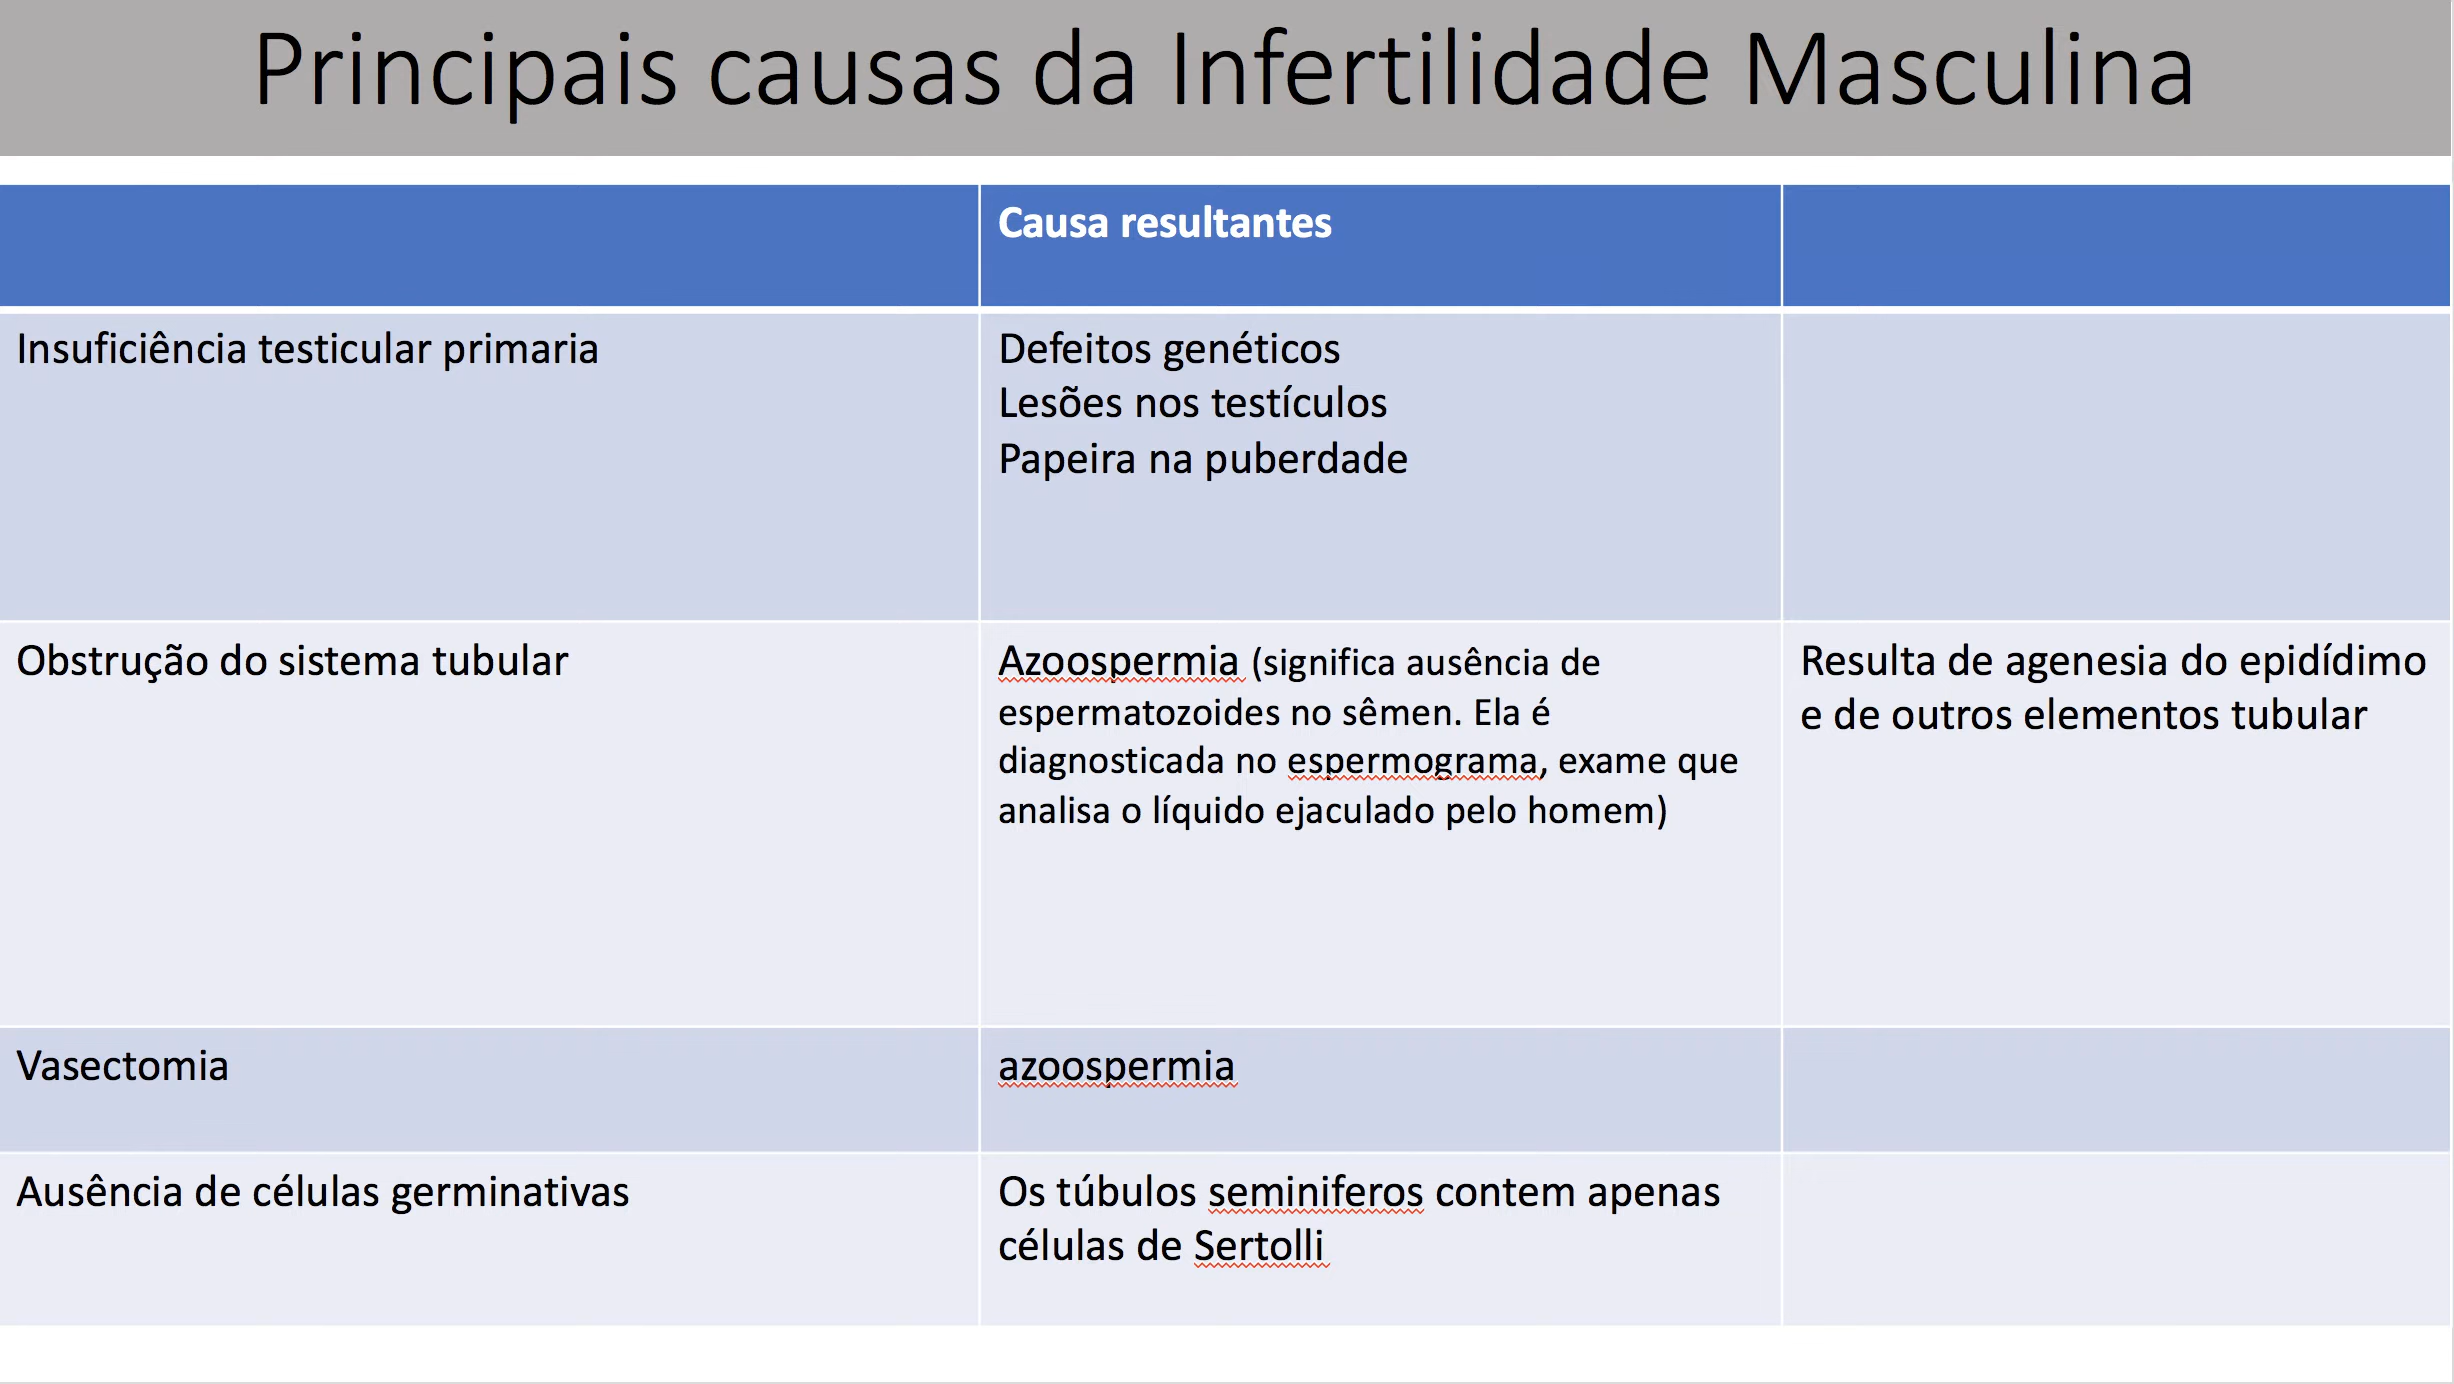 Principais causas da Infertilidade Masculina
Causa resultantes
Insuficiência testicular primaria
Defeitos genéticos
Lesões nos testículos
Papeira na puberdade
Obstrução do sistema tubular
Azoospermia (significa ausência de
espermatozoides no sêmen. Ela é
diagnosticada no espermograma, exame que
analisa o líquido ejaculado pelo homem)
Resulta de agenesia do epidídimo
e de outros elementos tubular
Vasectomia
azoospermia
Ausência de células germinativas
Os túbulos seminiferos contem apenas
células de Sertolli